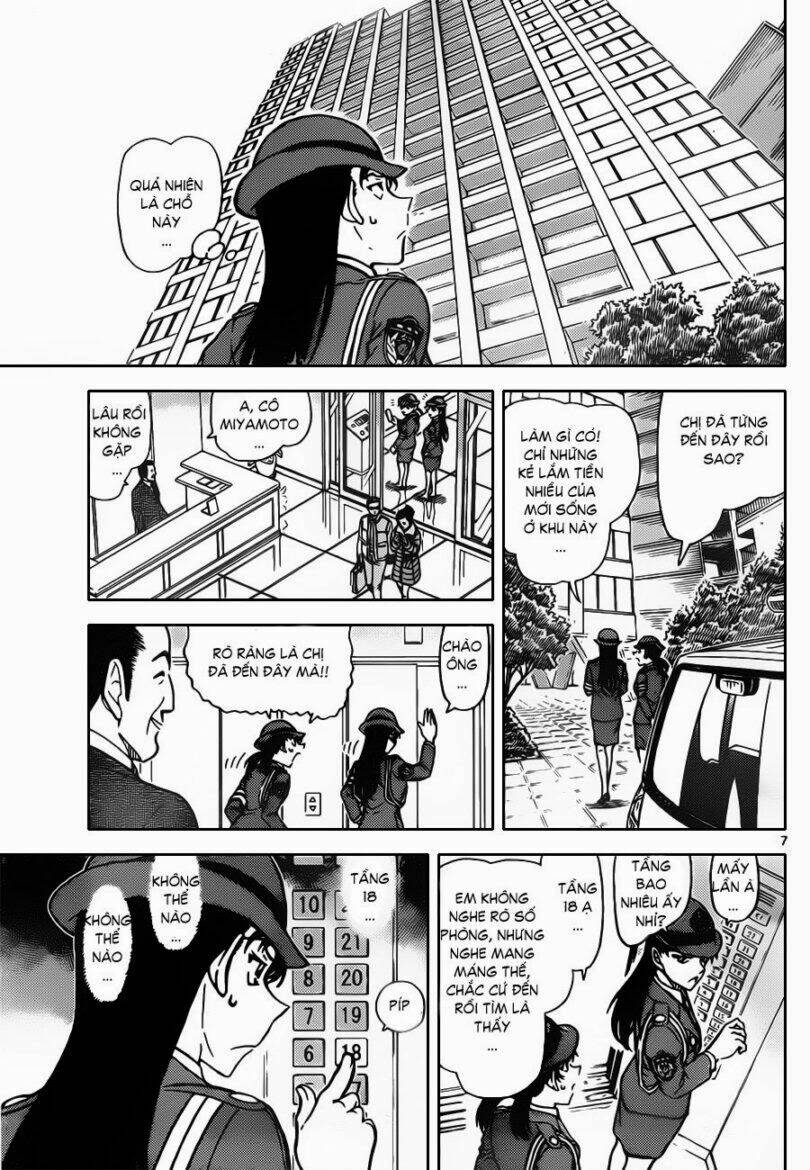 QUẢ NHIÊN
LÀ CHỖ
NÀY
...
CHỊ ĐÃ TỪNG
ĐẾN ĐÂY RỒI
SAO?
LÀM GÌ CÓ!
CHỈ NHỮNG
KẺ LẮM TIỀN
NHIỀU CỦA
MỚI SỐNG
Ở KHU NÀY
...
A, CÔ
MIYAMOTO
...
LÂU RỒI
KHÔNG
GẶP
...
CHÀO
ÔNG
...
RÕ RÀNG LÀ CHỊ
ĐÃ ĐẾN ĐÂY MÀ!!
7
MẤY
LẦN À
...
TẦNG
BAO
NHIÊU ẤY
NHỈ?
TẦNG
18 Ạ
...
EM KHÔNG
NGHE RÕ SỐ
PHÒNG, NHƯNG
NGHE MANG
MÁNG THẾ,
CHẮC CỨ ĐẾN
RỒI TÌM LÀ
THẤY
...
TẦNG
18
...
PÍP
KHÔNG
THỂ
NÀO
...
KHÔNG
THỂ
NÀO
...
10
9 21
8 20
7 19
6 18